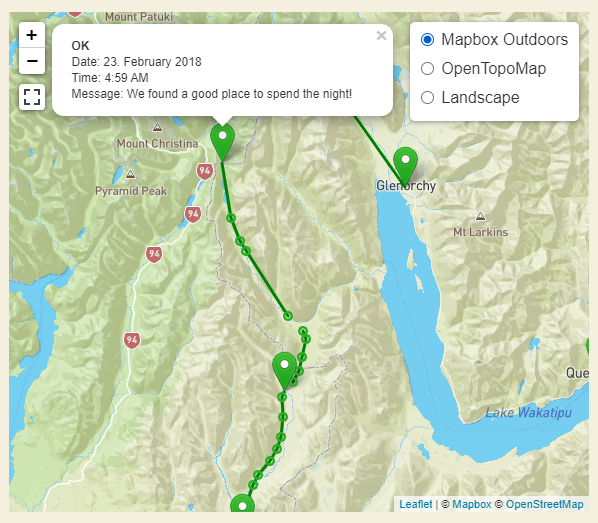 Mount Patuki
+
−
OK
×
Date: 23. February 2018
Time: 4:59 AM
Message: We found a good place to spend the night!
Mapbox Outdoors
OpenTopoMap
Landscape
Mount Christina
94
Pyramid Peak
Glenorchy
94
Mt Larkins
94
94
Que
Lake Wakatipu
Leaflet | © Mapbox © OpenStreetMap